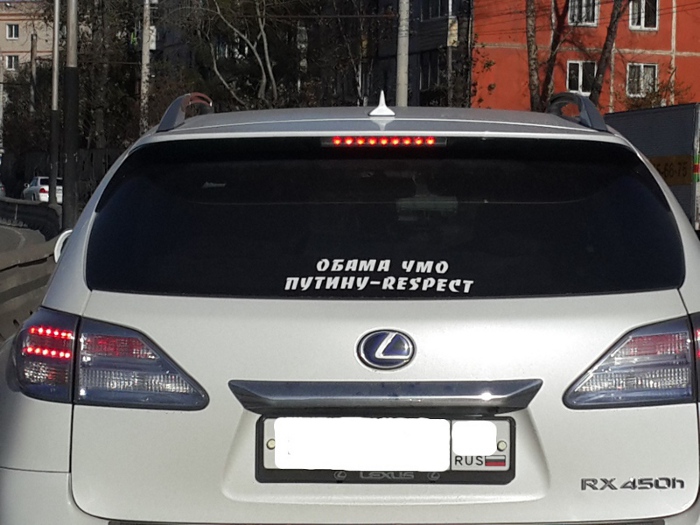 ОБАМА ЧМО
ПУТИНУ-RESPECT
RUS
LEXUS
RX450h